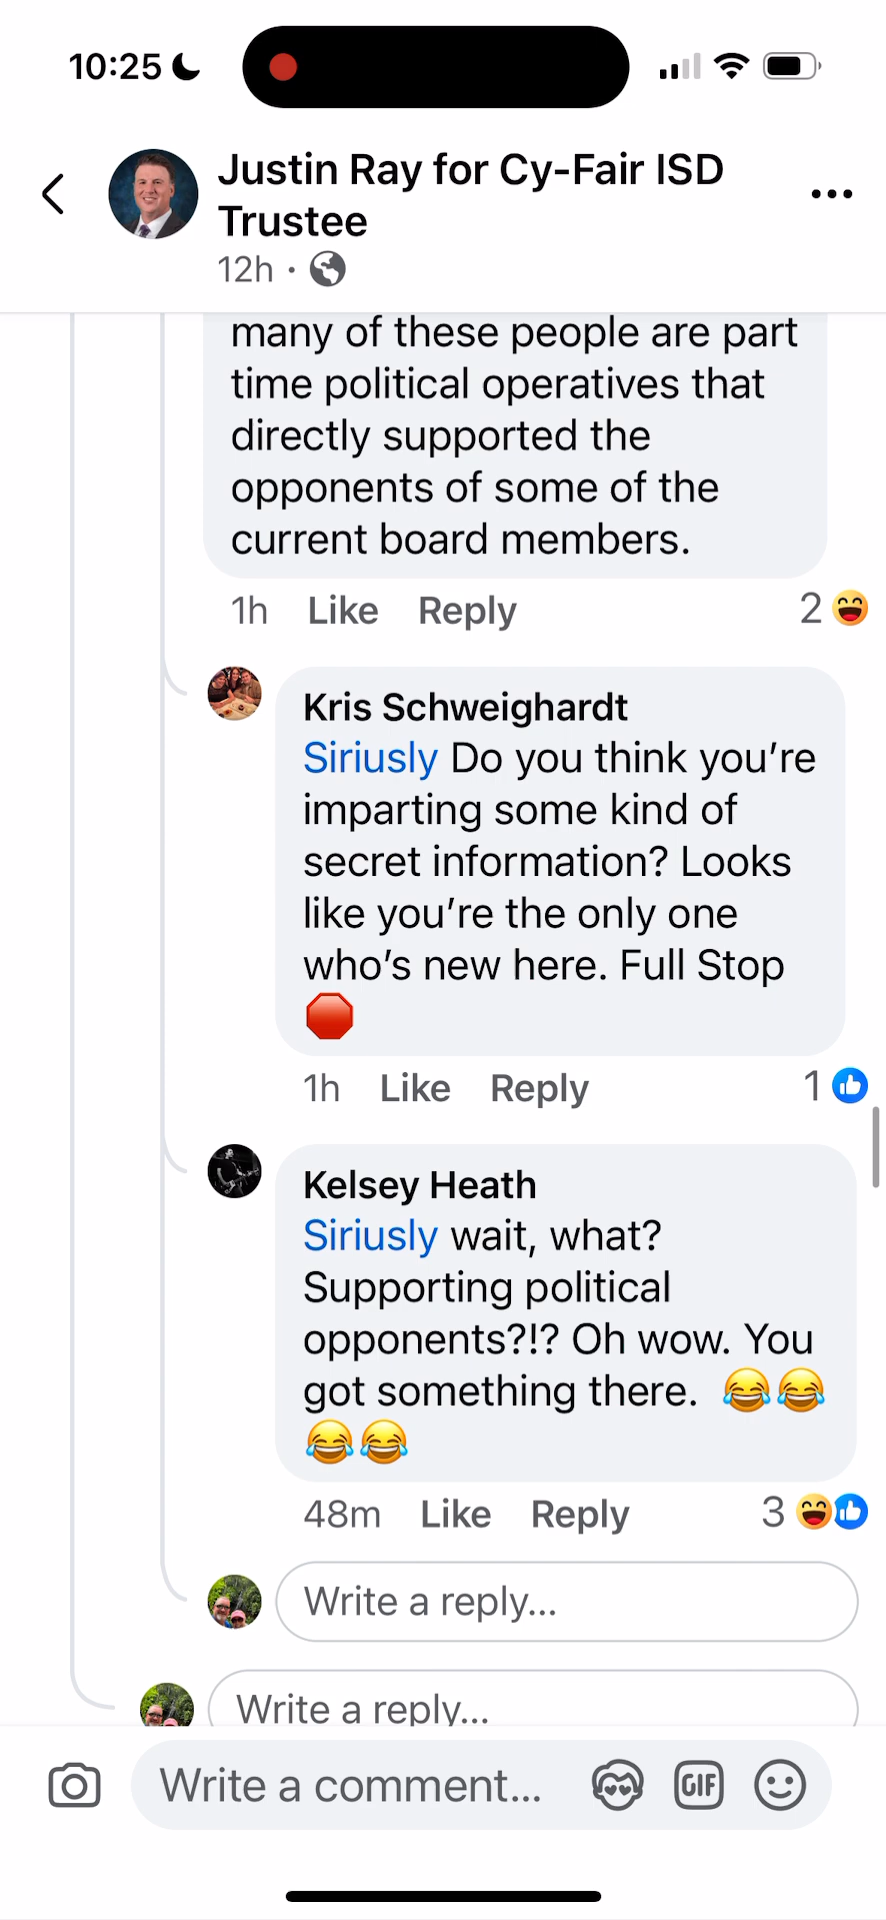 10:25
Justin Ray for Cy-Fair ISD
Trustee
12h ·
many of these people are part
time political operatives that
directly supported the
opponents of some of the
current board members.
1h Like Reply 2 😆
Kris Schweighardt
Siriusly Do you think you’re
imparting some kind of
secret information? Looks
like you’re the only one
who’s new here. Full Stop
🛑
1h Like Reply 1 👍
Kelsey Heath
Siriusly wait, what?
Supporting political
opponents?!? Oh wow. You
got something there. 😂😂
😂😂
48m Like Reply 3 😆👍
Write a reply...
Write a reply...
Write a comment...
GIF